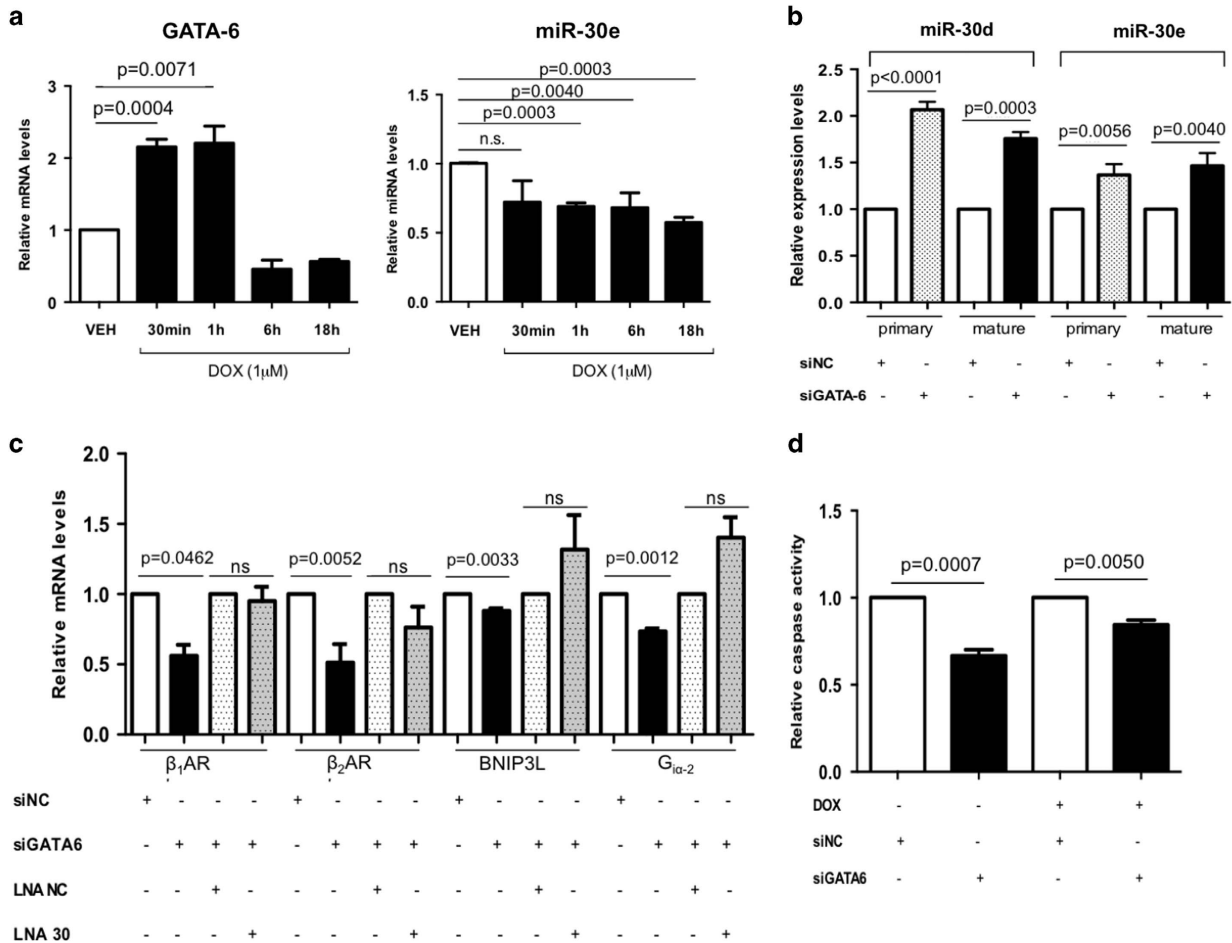 a
GATA-6
p=0.0071
p=0.0004
Relative mRNA levels
3
2
1
0
VEH 30min 1h 6h 18h
DOX (1μM)
miR-30e
p=0.0003
p=0.0040
p=0.0003
n.s.
Relative miRNA levels
1.5
1.0
0.5
0.0
VEH 30min 1h 6h 18h
DOX (1μM)
b
miR-30d miR-30e
p<0.0001 p=0.0003 p=0.0056 p=0.0040
Relative expression levels
2.5
2.0
1.5
1.0
0.5
0.0
primary mature primary mature
siNC + - + - + - + -
siGATA-6 - + - + - + - +
c
Relative mRNA levels
2.0
1.5
1.0
0.5
0.0
p=0.0462 ns p=0.0052 ns p=0.0033 ns p=0.0012 ns
β1AR β2AR BNIP3L Giα-2
siNC + - - - + - - - + - - - + - - -
siGATA6 - + + + - + + + - + + + - + + +
LNA NC - - + - - - + - - - + - - - + -
LNA 30 - - - + - - - + - - - + - - - +
d
Relative caspase activity
1.5
1.0
0.5
0.0
p=0.0007 p=0.0050
DOX - - + +
siNC + - + -
siGATA6 - + - +